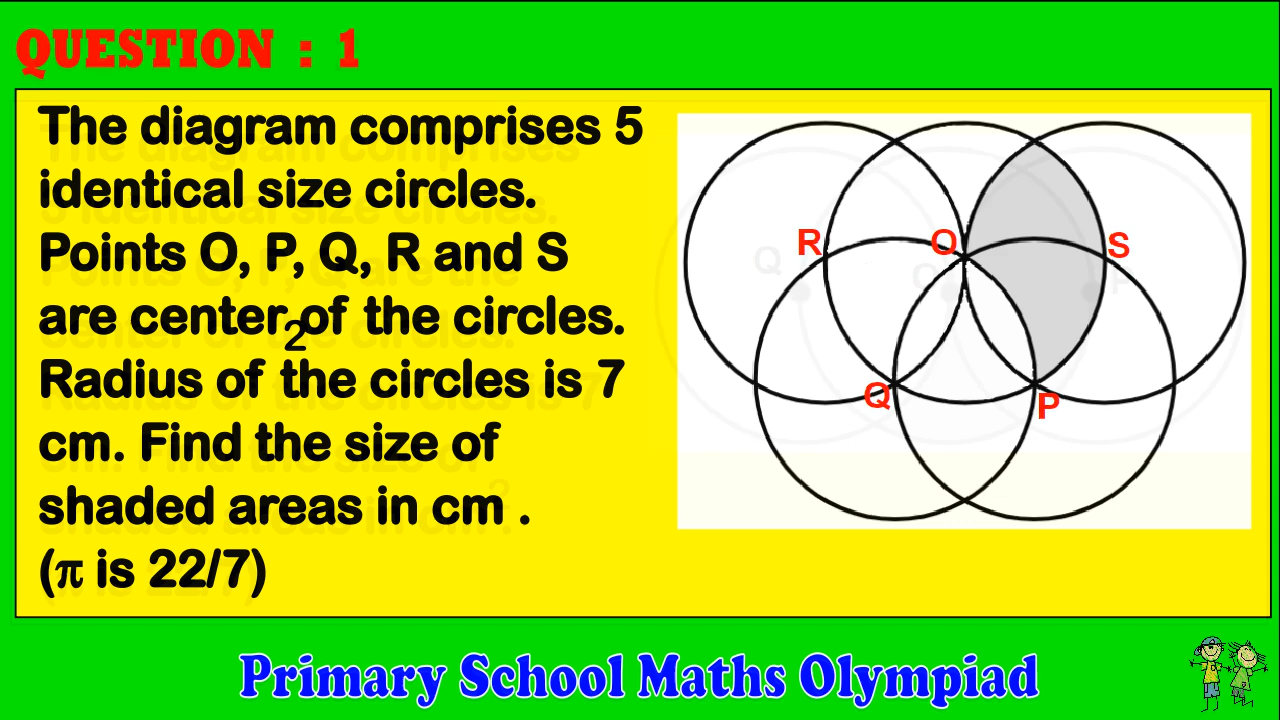 QUESTION : 1
The diagram comprises 5
identical size circles.
Points O, P, Q, R and S
are center of the circles.
2
Radius of the circles is 7
cm. Find the size of
shaded areas in cm .
(π is 22/7)
R O S
Q P
Primary School Maths Olympiad